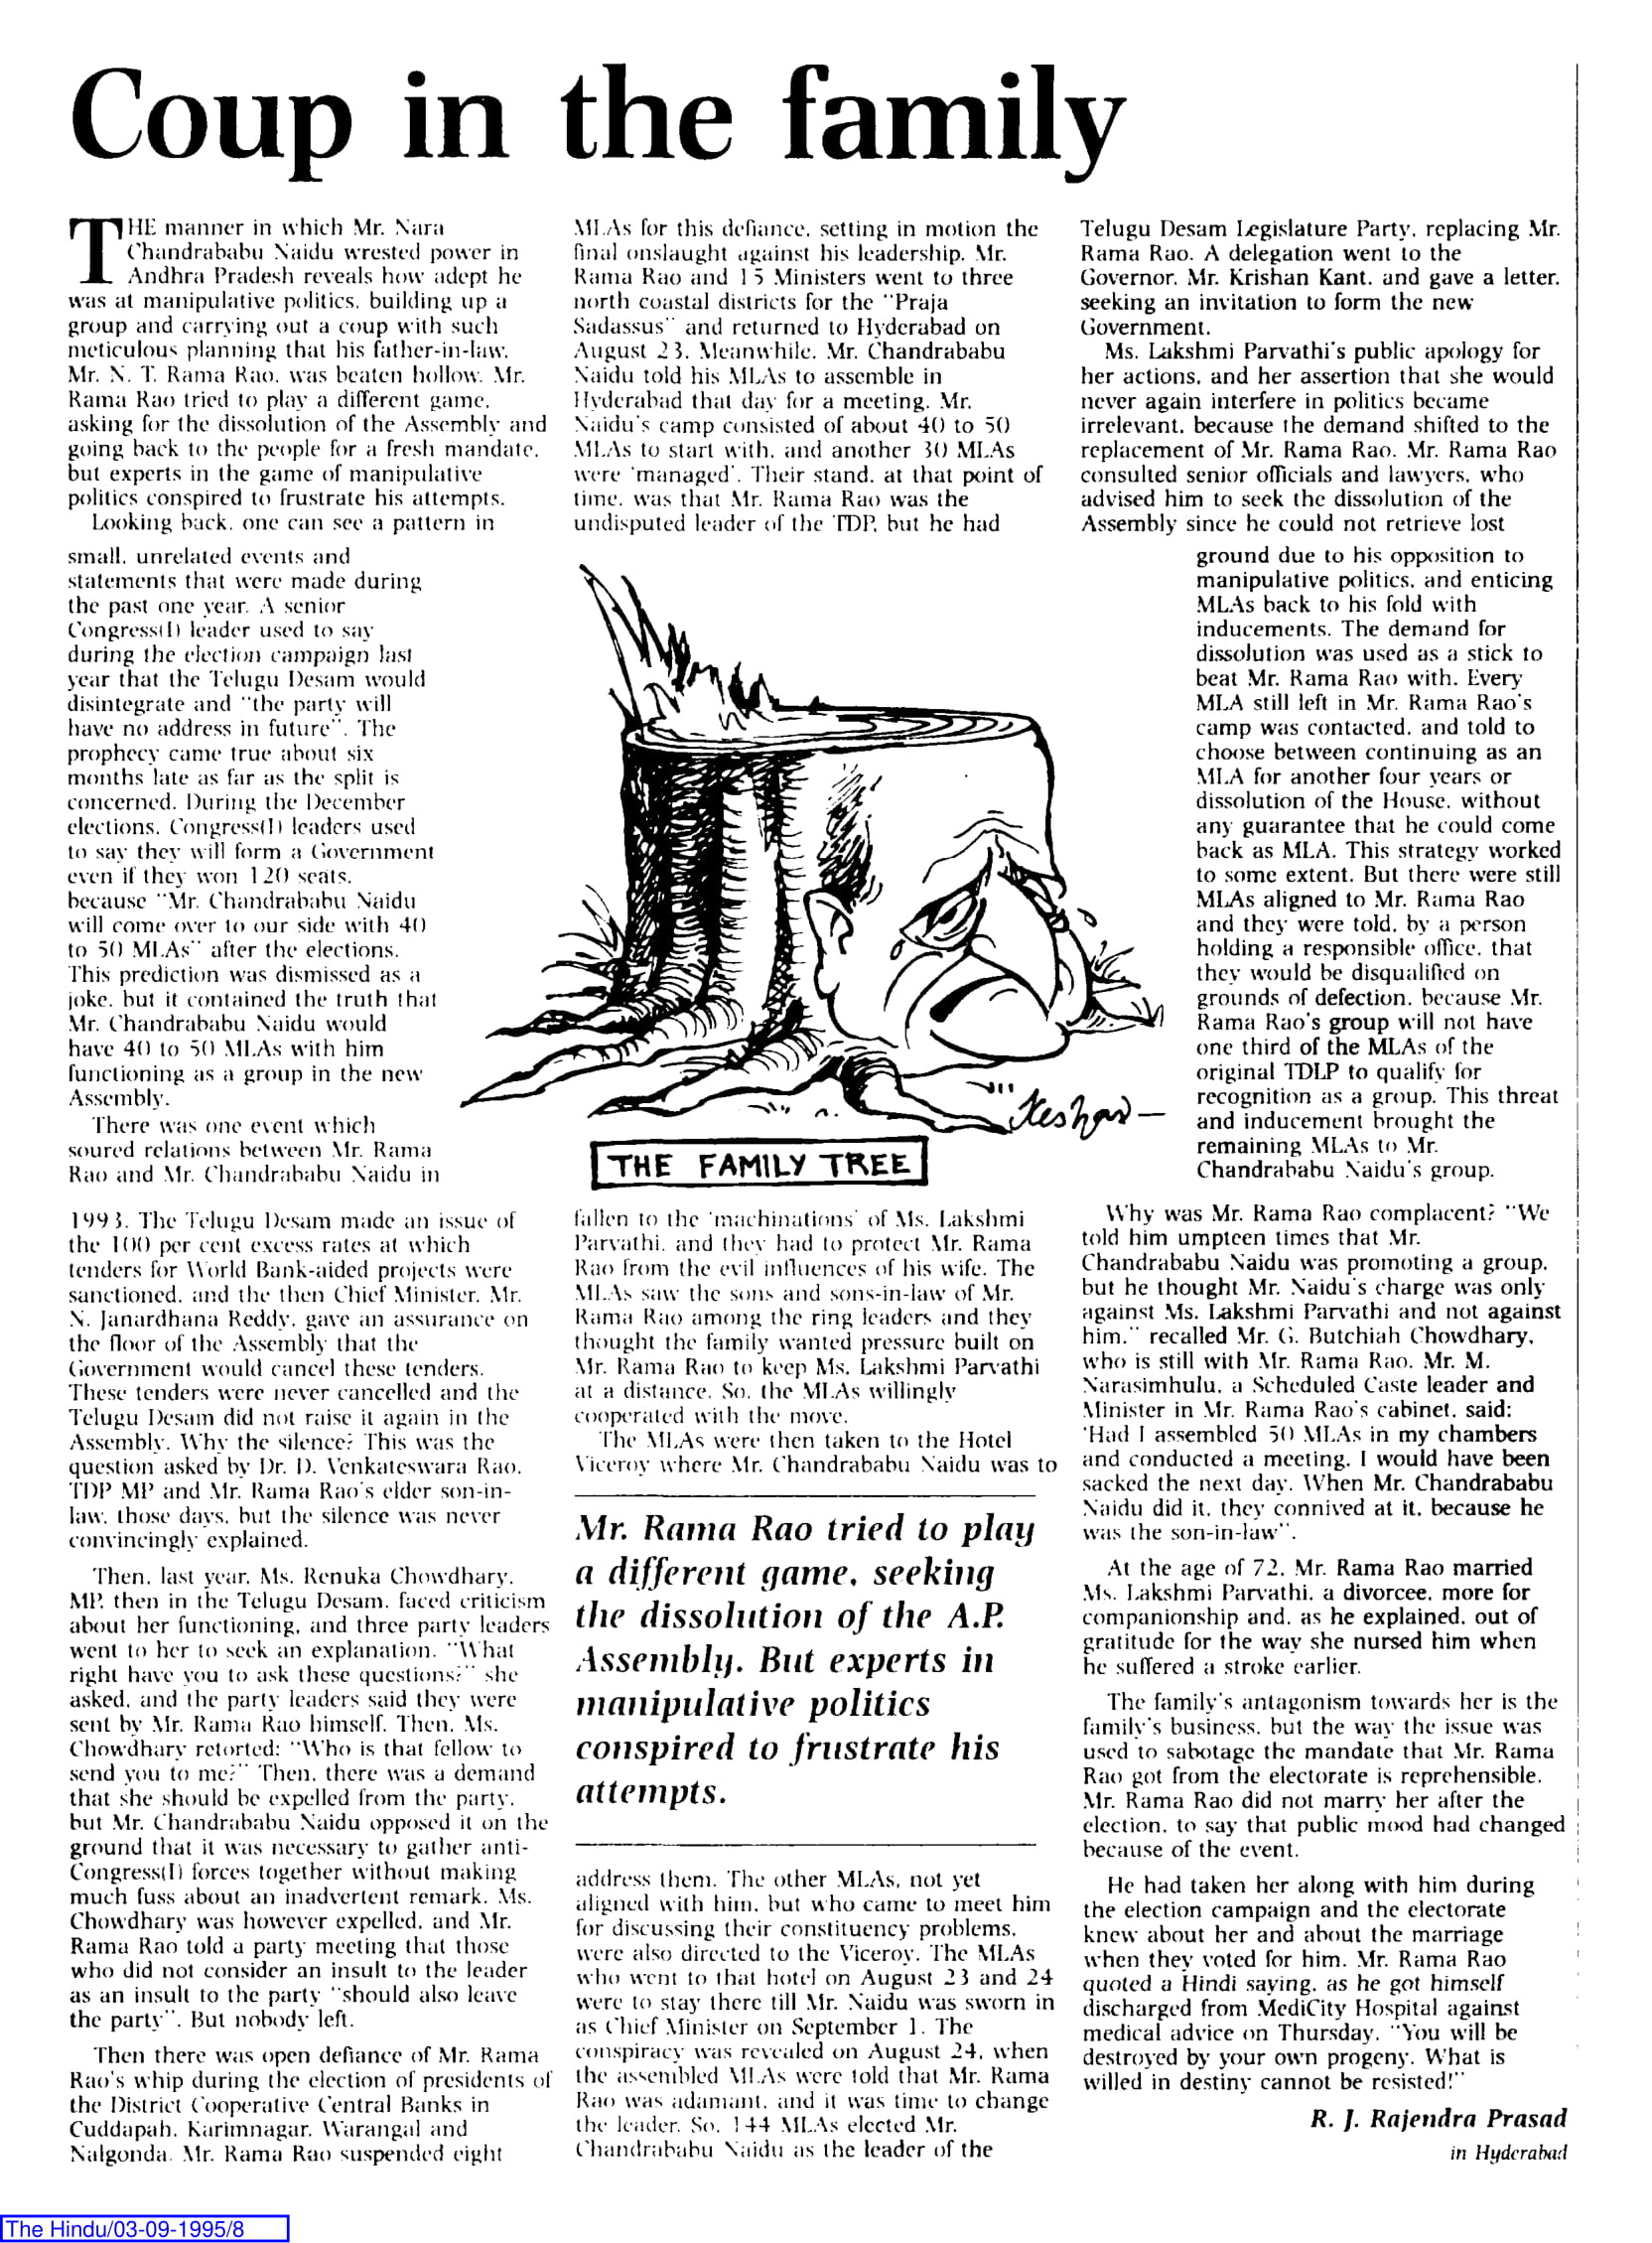 Coup in the family
THE manner in which Mr. Nara
Chandrababu Naidu wrested power in
Andhra Pradesh reveals how adept he
was at manipulative politics, building up a
group and carrying out a coup with such
meticulous planning that his father-in-law,
Mr. N. T. Rama Rao, was beaten hollow. Mr.
Rama Rao tried to play a different game,
asking for the dissolution of the Assembly and
going back to the people for a fresh mandate,
but experts in the game of manipulative
politics conspired to frustrate his attempts.
Looking back, one can see a pattern in
small, unrelated events and
statements that were made during
the past one year. A senior
Congress(I) leader used to say
during the election campaign last
year that the Telugu Desam would
disintegrate and "the party will
have no address in future". The
prophecy came true about six
months late as far as the split is
concerned. During the December
elections, Congress(I) leaders used
to say they will form a Government
even if they won 120 seats,
because "Mr. Chandrababu Naidu
will come over to our side with 40
to 50 MLAs" after the elections.
This prediction was dismissed as a
joke, but it contained the truth that
Mr. Chandrababu Naidu would
have 40 to 50 MLAs with him
functioning as a group in the new
Assembly.
There was one event which
soured relations between Mr. Rama
Rao and Mr. Chandrababu Naidu in
1993. The Telugu Desam made an issue of
the 100 per cent excess rates at which
tenders for World Bank-aided projects were
sanctioned, and the then Chief Minister, Mr.
N. Janardhana Reddy, gave an assurance on
the floor of the Assembly that the
Government would cancel these tenders.
These tenders were never cancelled and the
Telugu Desam did not raise it again in the
Assembly. Why the silence? This was the
question asked by Dr. D. Venkateswara Rao,
TDP MP and Mr. Rama Rao's elder son-in-
law, those days, but the silence was never
convincingly explained.
Then, last year, Ms. Renuka Chowdhary,
MP, then in the Telugu Desam, faced criticism
about her functioning, and three party leaders
went to her to seek an explanation. "What
right have you to ask these questions?" she
asked, and the party leaders said they were
sent by Mr. Rama Rao himself. Then, Ms.
Chowdhary retorted: "Who is that fellow to
send you to me?" Then, there was a demand
that she should be expelled from the party,
but Mr. Chandrababu Naidu opposed it on the
ground that it was necessary to gather anti-
Congress(I) forces together without making
much fuss about an inadvertent remark. Ms.
Chowdhary was however expelled, and Mr.
Rama Rao told a party meeting that those
who did not consider an insult to the leader
as an insult to the party "should also leave
the party". But nobody left.
Then there was open defiance of Mr. Rama
Rao's whip during the election of presidents of
the District Cooperative Central Banks in
Cuddapah, Karimnagar, Warangal and
Nalgonda. Mr. Rama Rao suspended eight
MLAs for this defiance, setting in motion the
final onslaught against his leadership. Mr.
Rama Rao and 15 Ministers went to three
north coastal districts for the "Praja
Sadassus" and returned to Hyderabad on
August 23. Meanwhile, Mr. Chandrababu
Naidu told his MLAs to assemble in
Hyderabad that day for a meeting. Mr.
Naidu's camp consisted of about 40 to 50
MLAs to start with, and another 30 MLAs
were 'managed'. Their stand, at that point of
time, was that Mr. Rama Rao was the
undisputed leader of the TDP, but he had
Keshav
THE FAMILY TREE
fallen to the 'machinations' of Ms. Lakshmi
Parvathi, and they had to protect Mr. Rama
Rao from the evil influences of his wife. The
MLAs saw the sons and sons-in-law of Mr.
Rama Rao among the ring leaders and they
thought the family wanted pressure built on
Mr. Rama Rao to keep Ms. Lakshmi Parvathi
at a distance. So, the MLAs willingly
cooperated with the move.
The MLAs were then taken to the Hotel
Viceroy where Mr. Chandrababu Naidu was to
Mr. Rama Rao tried to play
a different game, seeking
the dissolution of the A.P.
Assembly. But experts in
manipulative politics
conspired to frustrate his
attempts.
address them. The other MLAs, not yet
aligned with him, but who came to meet him
for discussing their constituency problems,
were also directed to the Viceroy. The MLAs
who went to that hotel on August 23 and 24
were to stay there till Mr. Naidu was sworn in
as Chief Minister on September 1. The
conspiracy was revealed on August 24, when
the assembled MLAs were told that Mr. Rama
Rao was adamant, and it was time to change
the leader. So, 144 MLAs elected Mr.
Chandrababu Naidu as the leader of the
Telugu Desam Legislature Party, replacing Mr.
Rama Rao. A delegation went to the
Governor, Mr. Krishan Kant, and gave a letter,
seeking an invitation to form the new
Government.
Ms. Lakshmi Parvathi's public apology for
her actions, and her assertion that she would
never again interfere in politics became
irrelevant, because the demand shifted to the
replacement of Mr. Rama Rao. Mr. Rama Rao
consulted senior officials and lawyers, who
advised him to seek the dissolution of the
Assembly since he could not retrieve lost
ground due to his opposition to
manipulative politics, and enticing
MLAs back to his fold with
inducements. The demand for
dissolution was used as a stick to
beat Mr. Rama Rao with. Every
MLA still left in Mr. Rama Rao's
camp was contacted, and told to
choose between continuing as an
MLA for another four years or
dissolution of the House, without
any guarantee that he could come
back as MLA. This strategy worked
to some extent. But there were still
MLAs aligned to Mr. Rama Rao
and they were told, by a person
holding a responsible office, that
they would be disqualified on
grounds of defection, because Mr.
Rama Rao's group will not have
one third of the MLAs of the
original TDLP to qualify for
recognition as a group. This threat
and inducement brought the
remaining MLAs to Mr.
Chandrababu Naidu's group.
Why was Mr. Rama Rao complacent? "We
told him umpteen times that Mr.
Chandrababu Naidu was promoting a group,
but he thought Mr. Naidu's charge was only
against Ms. Lakshmi Parvathi and not against
him," recalled Mr. G. Butchiah Chowdhary,
who is still with Mr. Rama Rao. Mr. M.
Narasimhulu, a Scheduled Caste leader and
Minister in Mr. Rama Rao's cabinet, said:
'Had I assembled 50 MLAs in my chambers
and conducted a meeting, I would have been
sacked the next day. When Mr. Chandrababu
Naidu did it, they connived at it, because he
was the son-in-law".
At the age of 72, Mr. Rama Rao married
Ms. Lakshmi Parvathi, a divorcee, more for
companionship and, as he explained, out of
gratitude for the way she nursed him when
he suffered a stroke earlier.
The family's antagonism towards her is the
family's business, but the way the issue was
used to sabotage the mandate that Mr. Rama
Rao got from the electorate is reprehensible.
Mr. Rama Rao did not marry her after the
election, to say that public mood had changed
because of the event.
He had taken her along with him during
the election campaign and the electorate
knew about her and about the marriage
when they voted for him. Mr. Rama Rao
quoted a Hindi saying, as he got himself
discharged from MediCity Hospital against
medical advice on Thursday, "You will be
destroyed by your own progeny. What is
willed in destiny cannot be resisted!"
R. J. Rajendra Prasad
in Hyderabad
The Hindu/03-09-1995/8